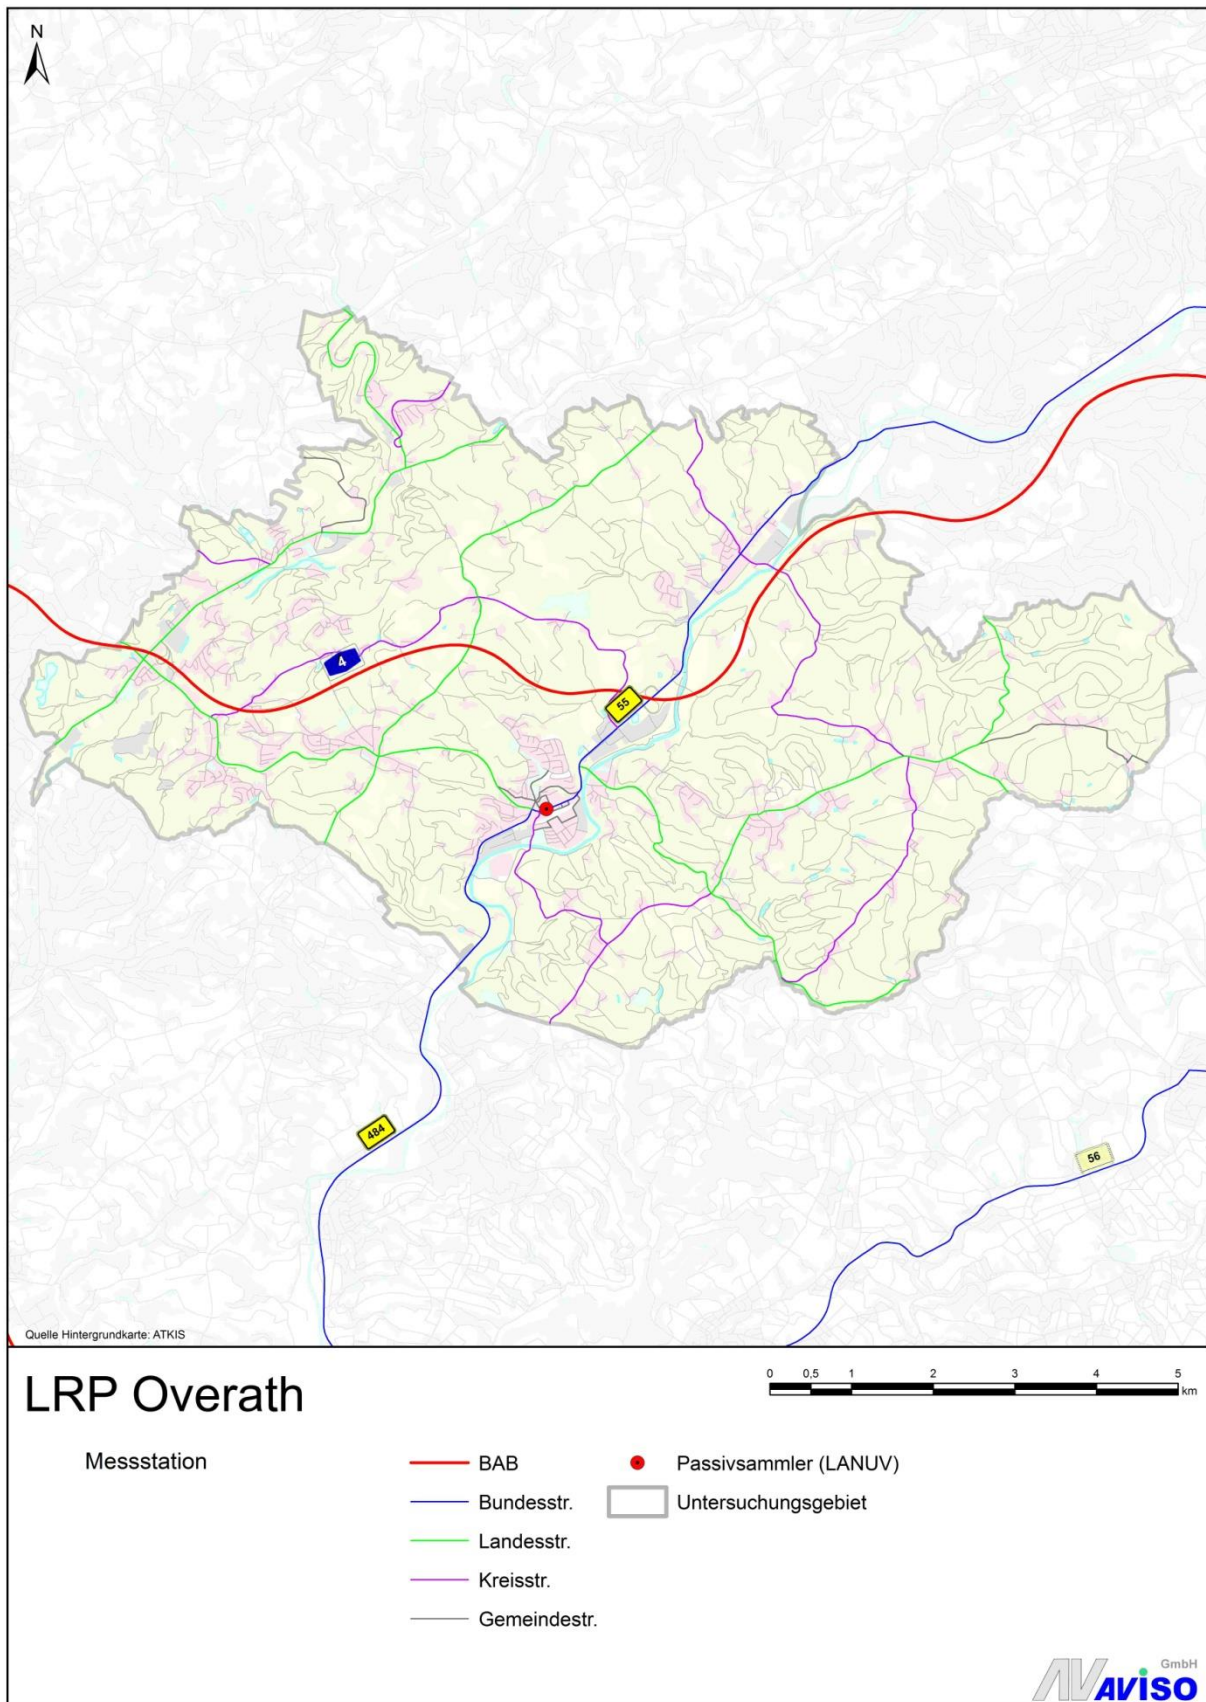 N
4
55
484
56
Quelle Hintergrundkarte: ATKIS
LRP Overath
0 0,5 1 2 3 4 5
km
Messstation
BAB
Bundesstr.
Landesstr.
Kreisstr.
Gemeindestr.
Passivsammler (LANUV)
Untersuchungsgebiet
GmbH
AVISO